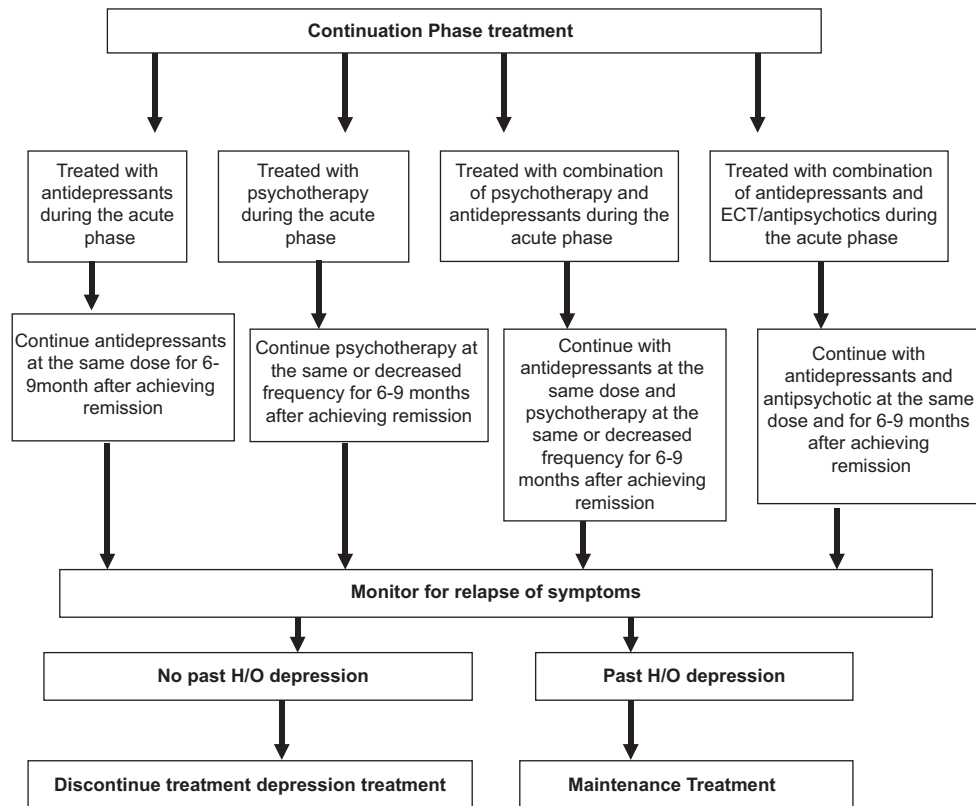 Continuation Phase treatment
Treated with
antidepressants
during the acute
phase
Treated with
psychotherapy
during the acute
phase
Treated with combination
of psychotherapy and
antidepressants during the
acute phase
Treated with combination
of antidepressants and
ECT/antipsychotics during
the acute phase
Continue antidepressants
at the same dose for 6-
9month after achieving
remission
Continue psychotherapy at
the same or decreased
frequency for 6-9 months
after achieving remission
Continue with
antidepressants at the
same dose and
psychotherapy at the
same or decreased
frequency for 6-9
months after achieving
remission
Continue with
antidepressants and
antipsychotic at the same
dose and for 6-9 months
after achieving
remission
Monitor for relapse of symptoms
No past H/O depression
Past H/O depression
Discontinue treatment depression treatment
Maintenance Treatment